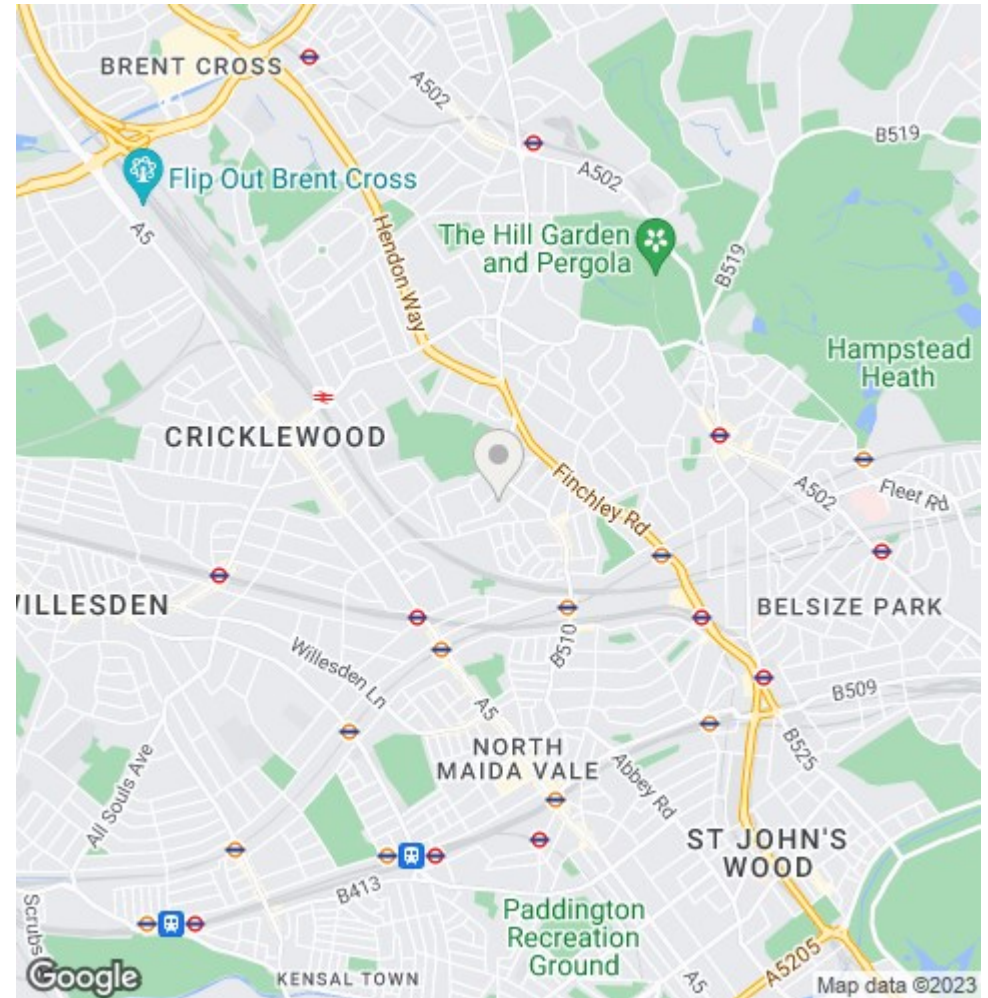 BRENT CROSS
A502
B519
A502
Flip Out Brent Cross
The Hill Garden
and Pergola
A5
Hendon Way
B519
Hampstead
Heath
CRICKLEWOOD
Finchley Rd
A502
Fleet Rd
ILLESDEN
BELSIZE PARK
B510
Willesden Ln
A5
B509
B525
NORTH
MAIDA VALE
Abbey Rd
All Souls Ave
ST JOHN'S
WOOD
B413
Scrubs
Paddington
Recreation
Ground
A5205
A5
KENSAL TOWN
Google
Map data ©2023